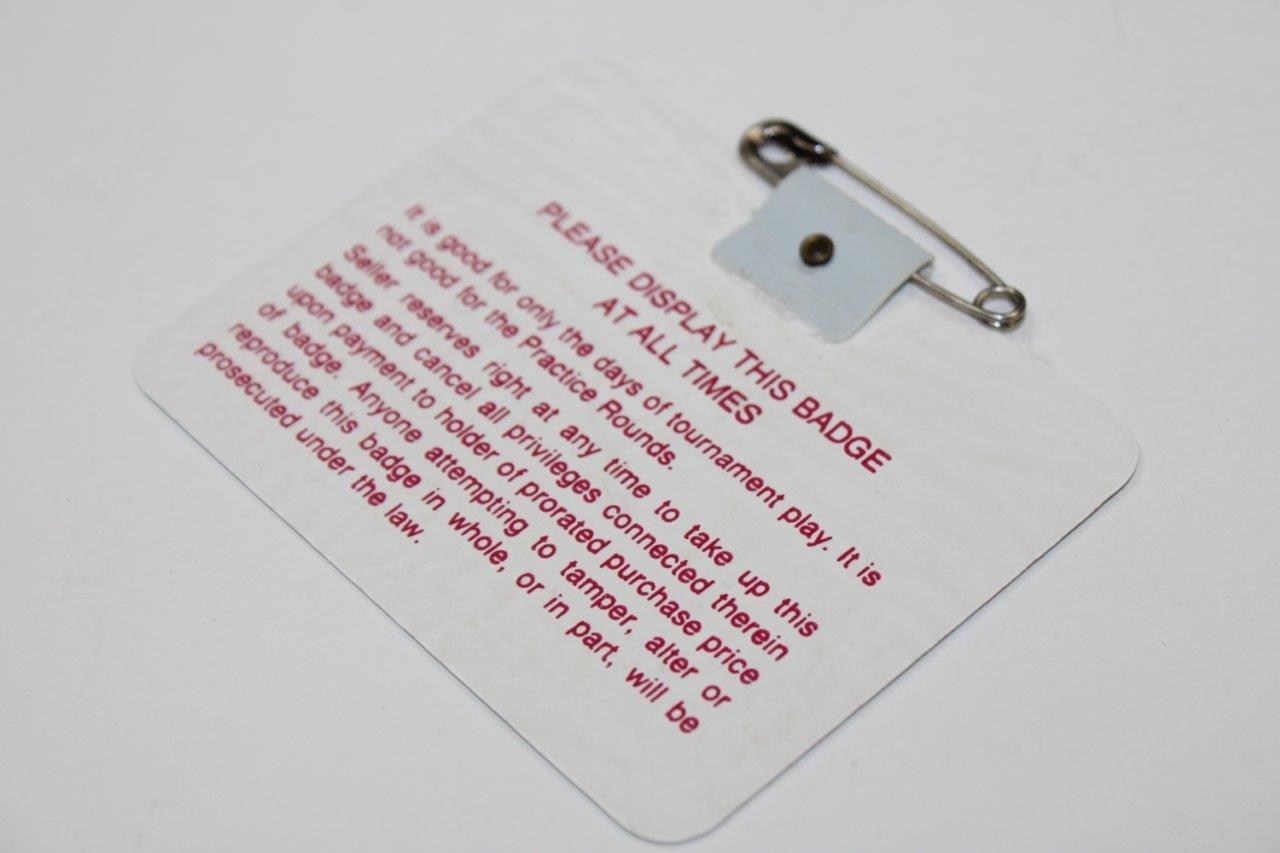 PLEASE DISPLAY THIS BADGE
AT ALL TIMES
It is good for only the days of tournament play. It is
not good for the Practice Rounds.
Seller reserves right at any time to take up this
badge and cancel all privileges connected therein
upon payment to holder of prorated purchase price
of badge. Anyone attempting to tamper, alter or
reproduce this badge in whole, or in part, will be
prosecuted under the law.